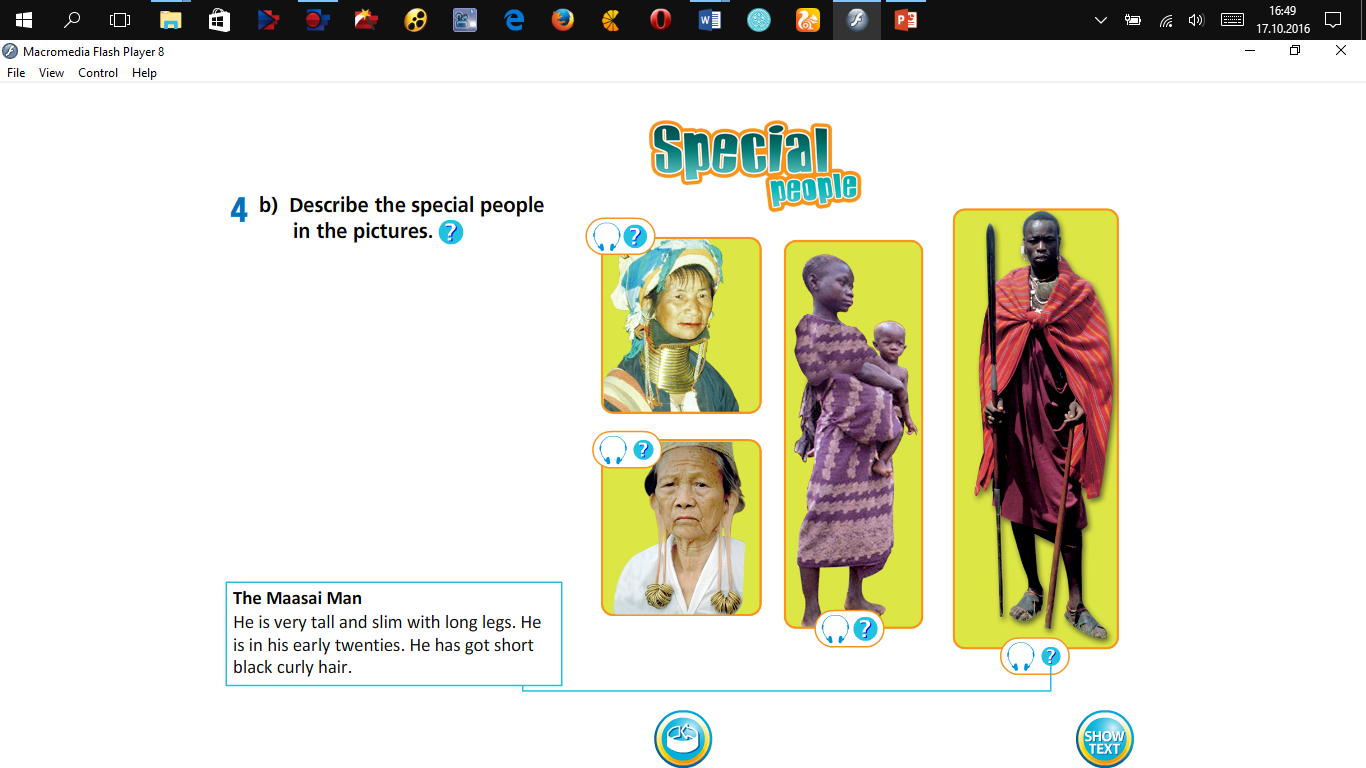 16:49
17.10.2016
Macromedia Flash Player 8
File View Control Help
Special
people
4 b) Describe the special people
in the pictures. ?
?
?
The Maasai Man
He is very tall and slim with long legs. He
is in his early twenties. He has got short
black curly hair.
?
?
SHOW
TEXT